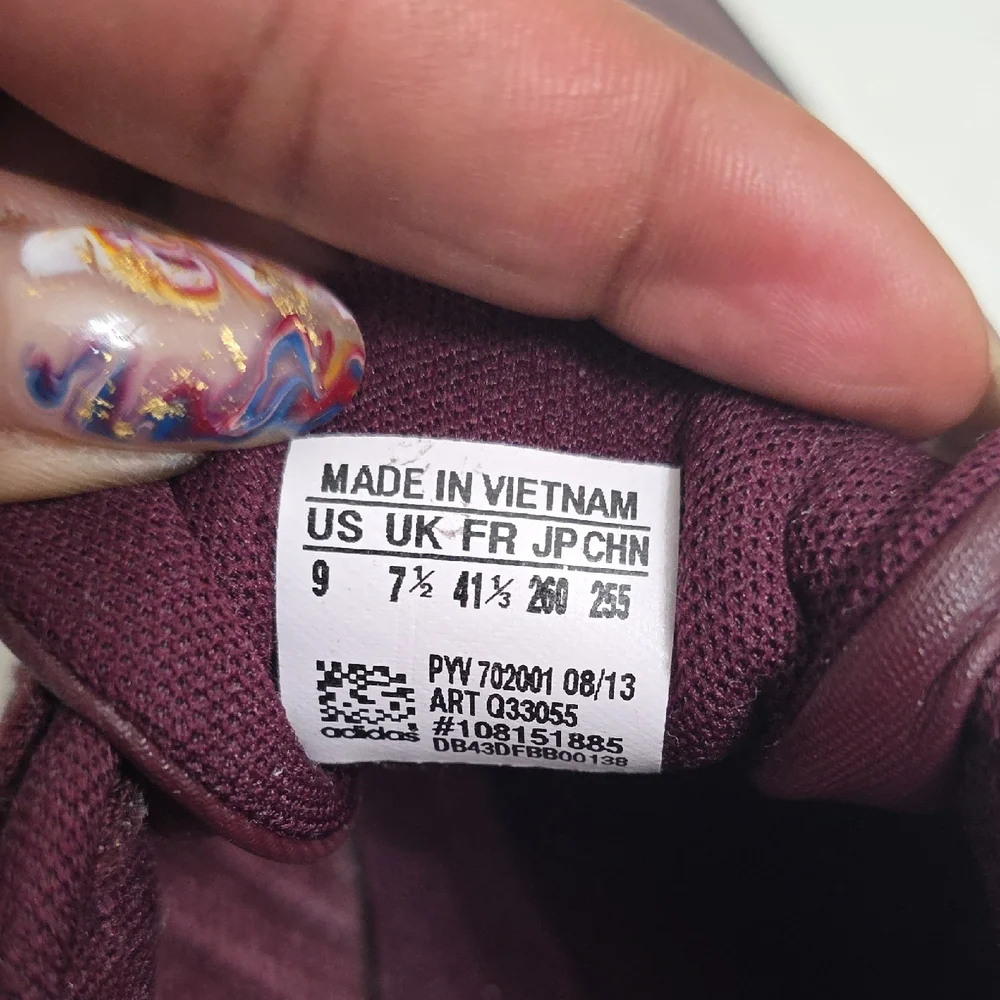 MADE IN VIETNAM
US UK FR JP CHN
9 7½ 41⅓ 260 255
PYV 702001 08/13
ART Q33055
#108151885
adidas
DB43DFBB00138